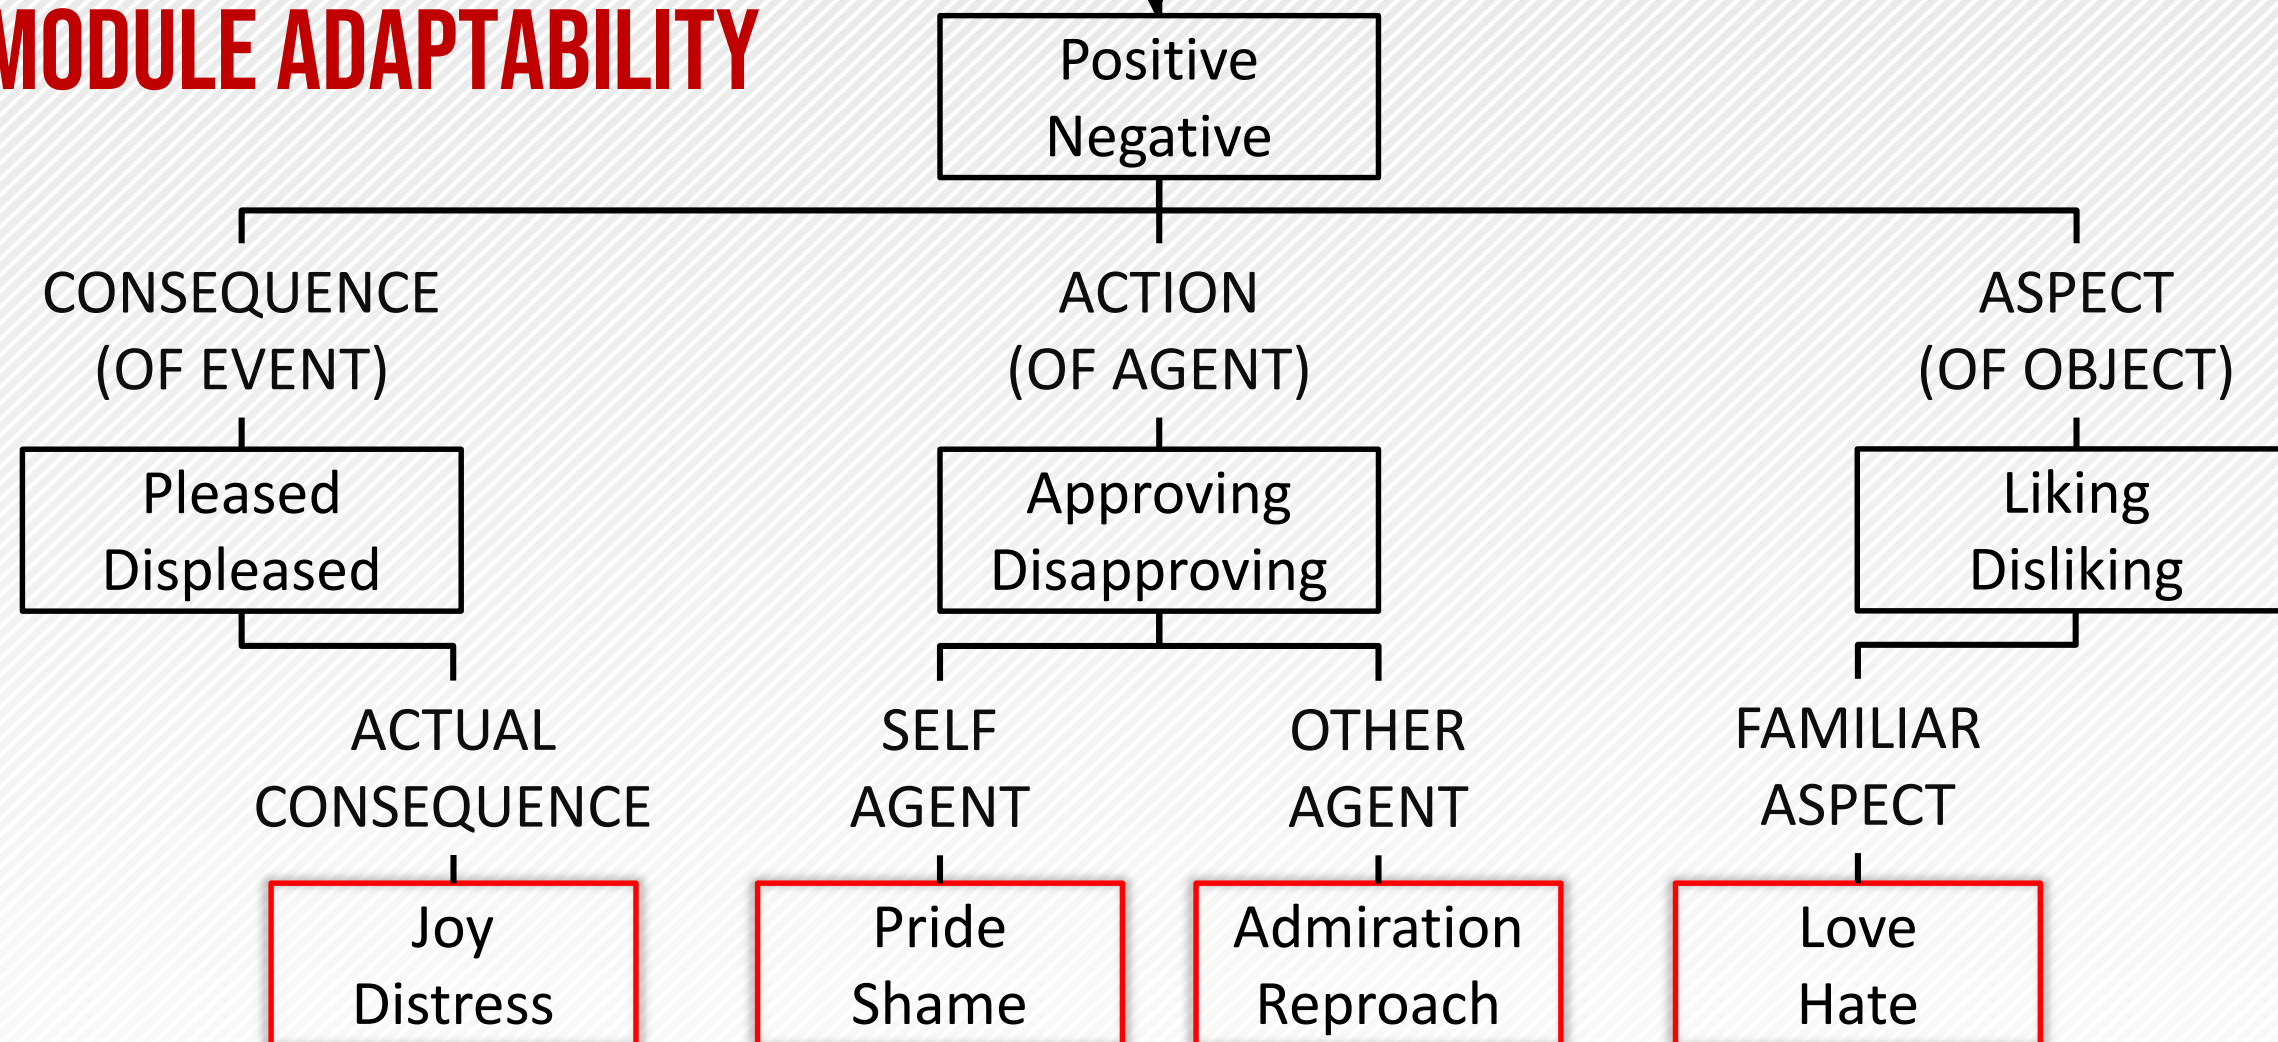 MODULE ADAPTABILITY
Positive
Negative
CONSEQUENCE
(OF EVENT)
ACTION
(OF AGENT)
ASPECT
(OF OBJECT)
Pleased
Displeased
Approving
Disapproving
Liking
Disliking
ACTUAL
CONSEQUENCE
SELF
AGENT
OTHER
AGENT
FAMILIAR
ASPECT
Joy
Distress
Pride
Shame
Admiration
Reproach
Love
Hate